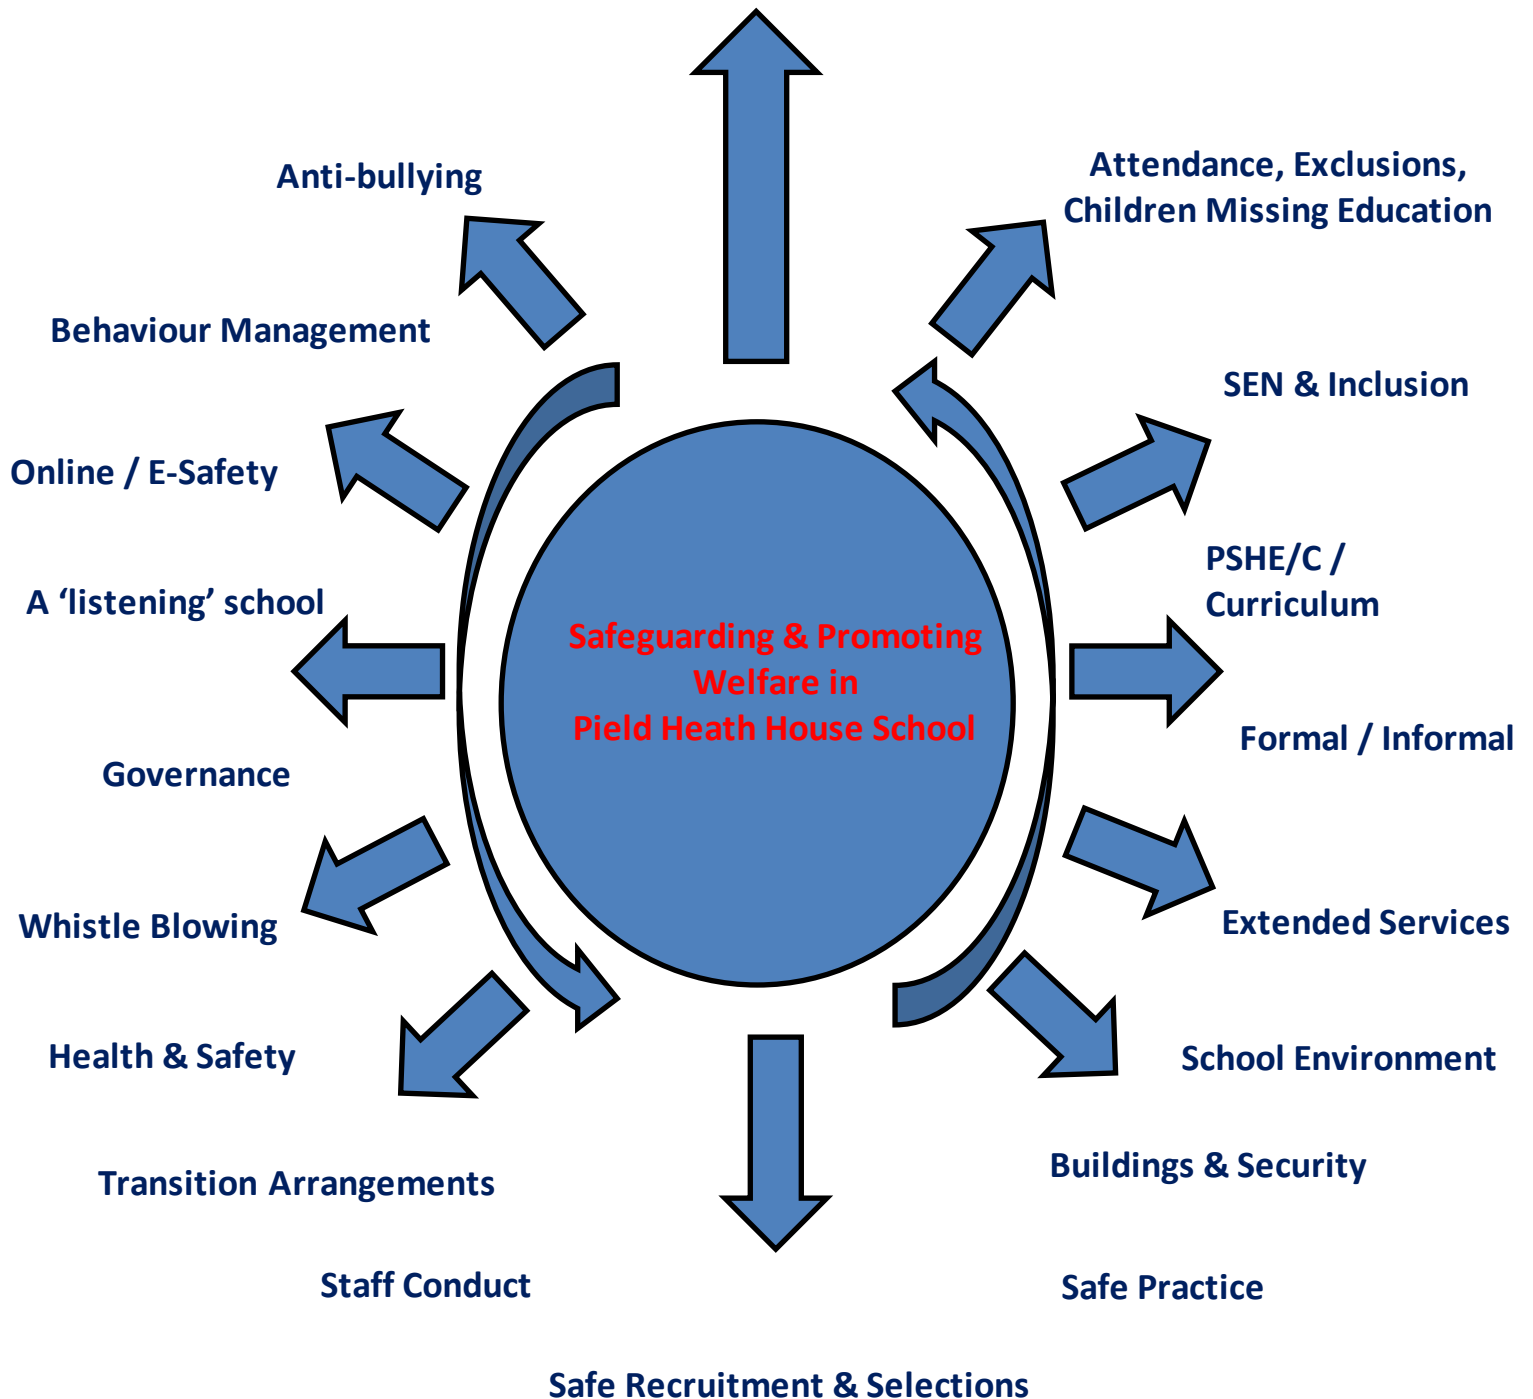 Anti-bullying
Attendance, Exclusions,
Children Missing Education
Behaviour Management
SEN & Inclusion
Online / E-Safety
PSHE/C /
Curriculum
A ‘listening’ school
Safeguarding & Promoting
Welfare in
Pield Heath House School
Formal / Informal
Governance
Whistle Blowing
Extended Services
Health & Safety
School Environment
Transition Arrangements
Buildings & Security
Staff Conduct
Safe Practice
Safe Recruitment & Selections